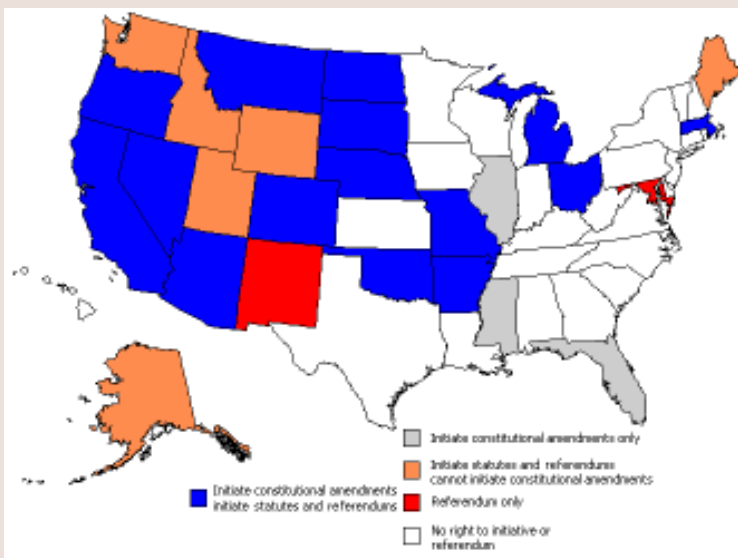 Initiate constitutional amendments only
Initiate statutes and referendums
cannot initiate constitutional amendments
Initiate constitutional amendments
initiate statutes and referendums
Referendum only
No right to initiative or
referendum